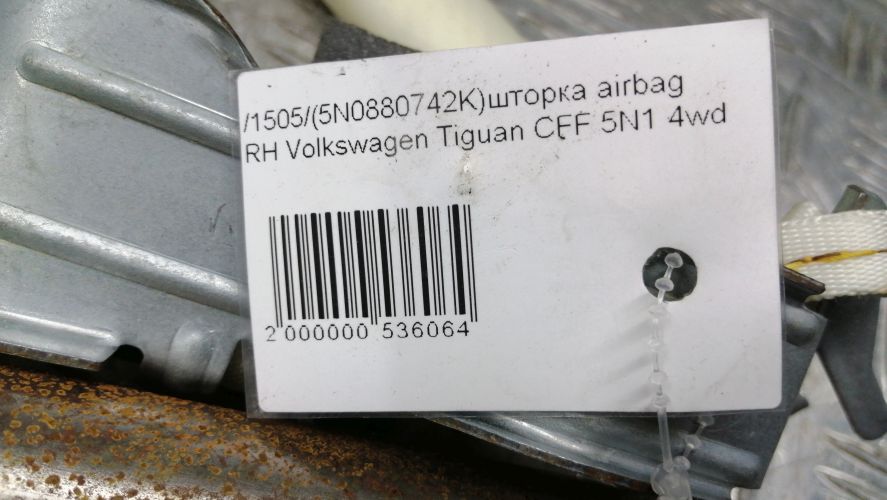 /1505/(5N0880742K)шторка airbag
RH Volkswagen Tiguan CFF 5N1 4wd
2 000000 536064